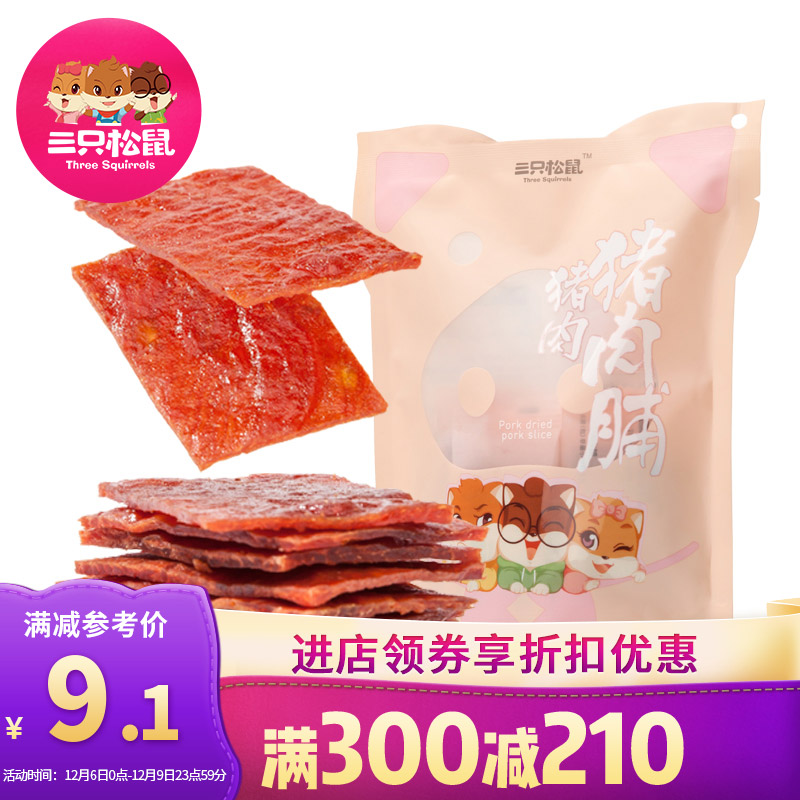 三只松鼠
Three Squirrels
三只松鼠™
Three Squirrels
猪肉
猪肉脯
Pork dried
pork slice
满减参考价
¥ 9.1
活动时间：12月6日0点-12月9日23点59分
进店领券享折扣优惠
满300减210